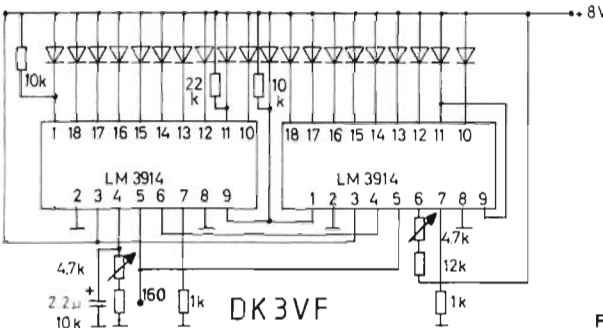 + 8V
10k
22
k
10
k
1 18 17 16 15 14 13 12 11 10
18 17 16 15 14 13 12 11 10
LM 3914
LM 3914
2 3 4 5 6 7 8 9
1 2 3 4 5 6 7 8 9
4.7k
4.7k
12k
+
2.2µ
160
1k
DK3VF
1k
10k
F